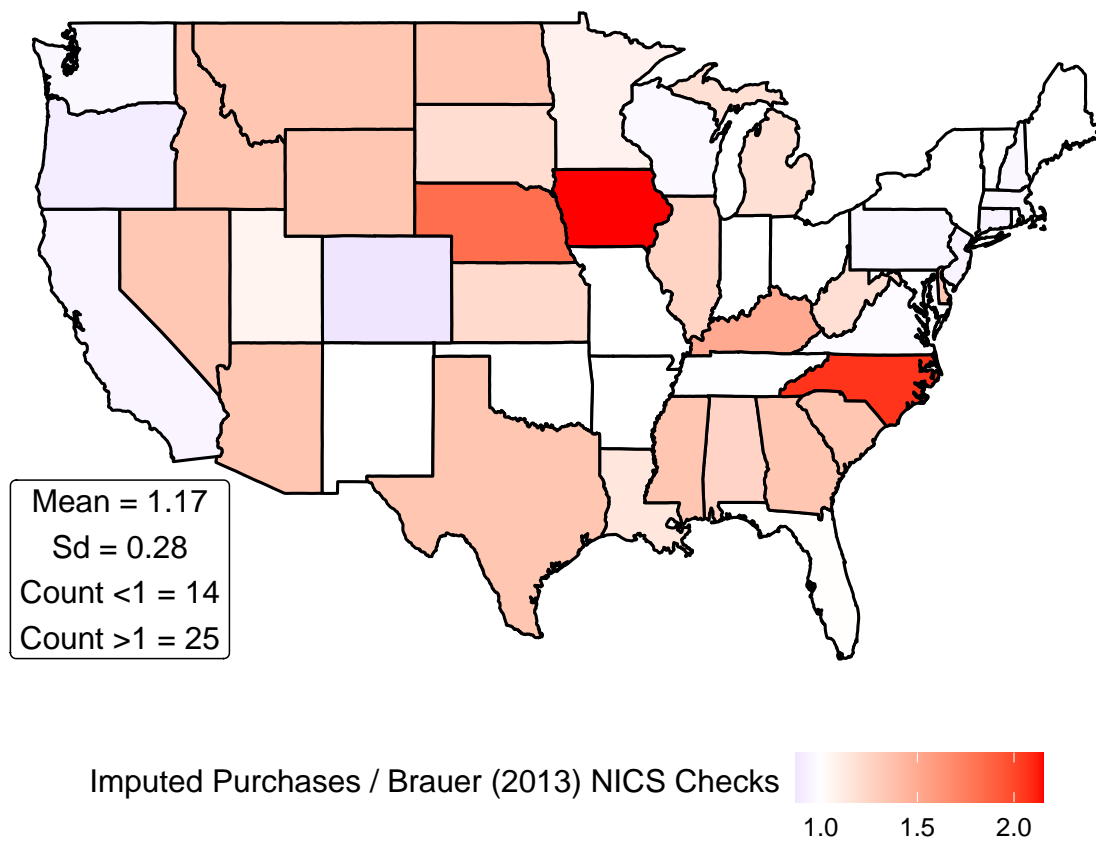 Mean = 1.17
Sd = 0.28
Count <1 = 14
Count >1 = 25
Imputed Purchases / Brauer (2013) NICS Checks
1.0 1.5 2.0